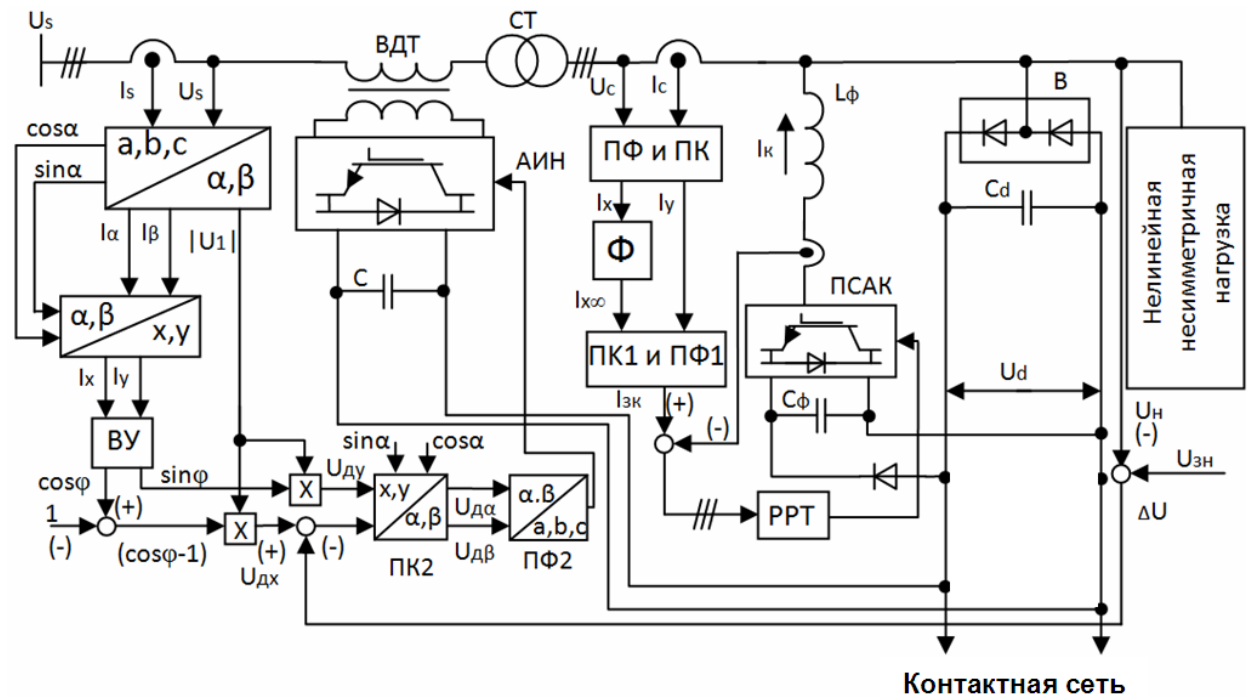 Us
СТ
ВДТ
Is
Us
Uc
Ic
Lф
В
cosα
sinα
a,b,c
α,β
АИН
ПФ и ПК
Iк
Cd
Нелинейная
несимметричная
нагрузка
Iα
Iβ
|U1|
Ix
Iy
Ф
C
ПСАК
Ix∞
α,β
x,y
ПК1 и ПФ1
Ud
Ix
Iy
Iзк
(+)
(-)
Cф
Uн
(-)
ВУ
sinα
cosα
Uзн
cosφ
sinφ
X
Uду
x,y
α,β
Uдα
α.β
a,b,c
1
(+)
(-)
(cosφ-1)
X
(+)
(-)
Uдβ
РРТ
ΔU
Uдх
ПК2
ПФ2
Контактная сеть